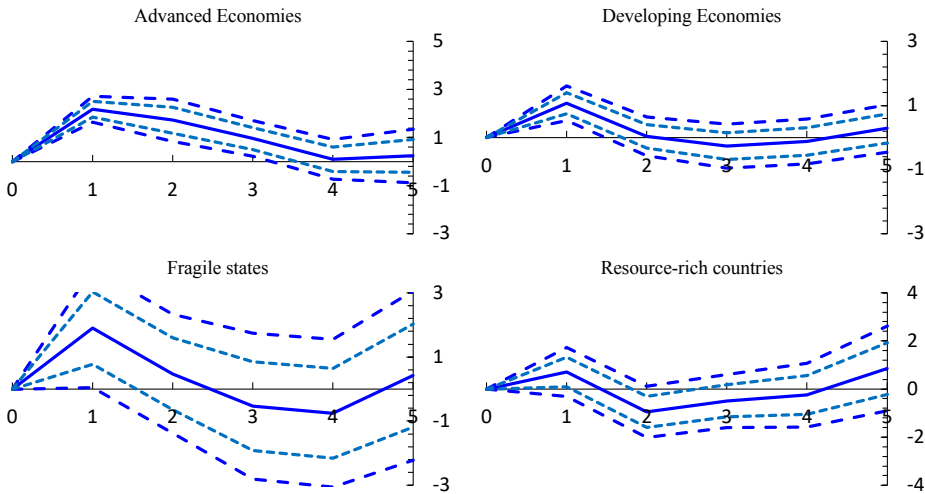 Advanced Economies
5
3
1
-1
-3
0 1 2 3 4 5
Developing Economies
3
1
-1
-3
0 1 2 3 4 5
Fragile states
3
1
-1
-3
0 1 2 3 4 5
Resource-rich countries
4
2
0
-2
-4
0 1 2 3 4 5